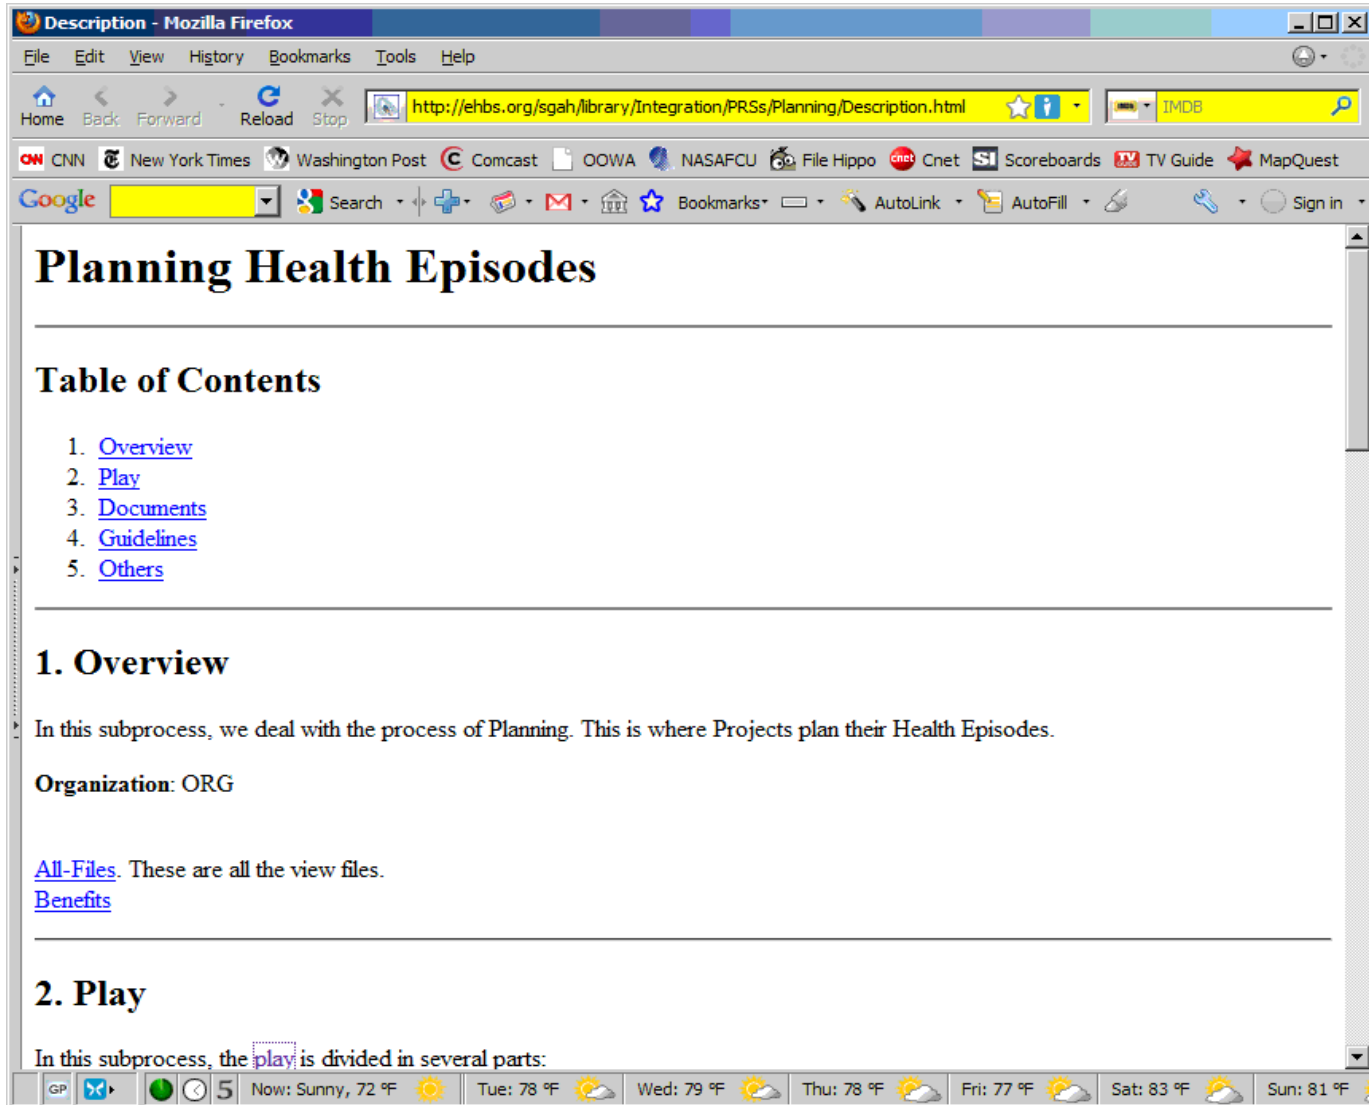 Description - Mozilla Firefox
File Edit View History Bookmarks Tools Help
Home Back Forward Reload Stop http://ehbs.org/sgah/library/Integration/PRSs/Planning/Description.html IMDB
CNN New York Times Washington Post Comcast OOWA NASAFCU File Hippo Cnet Scoreboards TV Guide MapQuest
Google Search Bookmarks AutoLink AutoFill Sign in
Planning Health Episodes
Table of Contents
1. Overview
2. Play
3. Documents
4. Guidelines
5. Others
1. Overview
In this subprocess, we deal with the process of Planning. This is where Projects plan their Health Episodes.
Organization: ORG
All-Files. These are all the view files.
Benefits
2. Play
In this subprocess, the play is divided in several parts:
GP 5 Now: Sunny, 72 °F Tue: 78 °F Wed: 79 °F Thu: 78 °F Fri: 77 °F Sat: 83 °F Sun: 81 °F